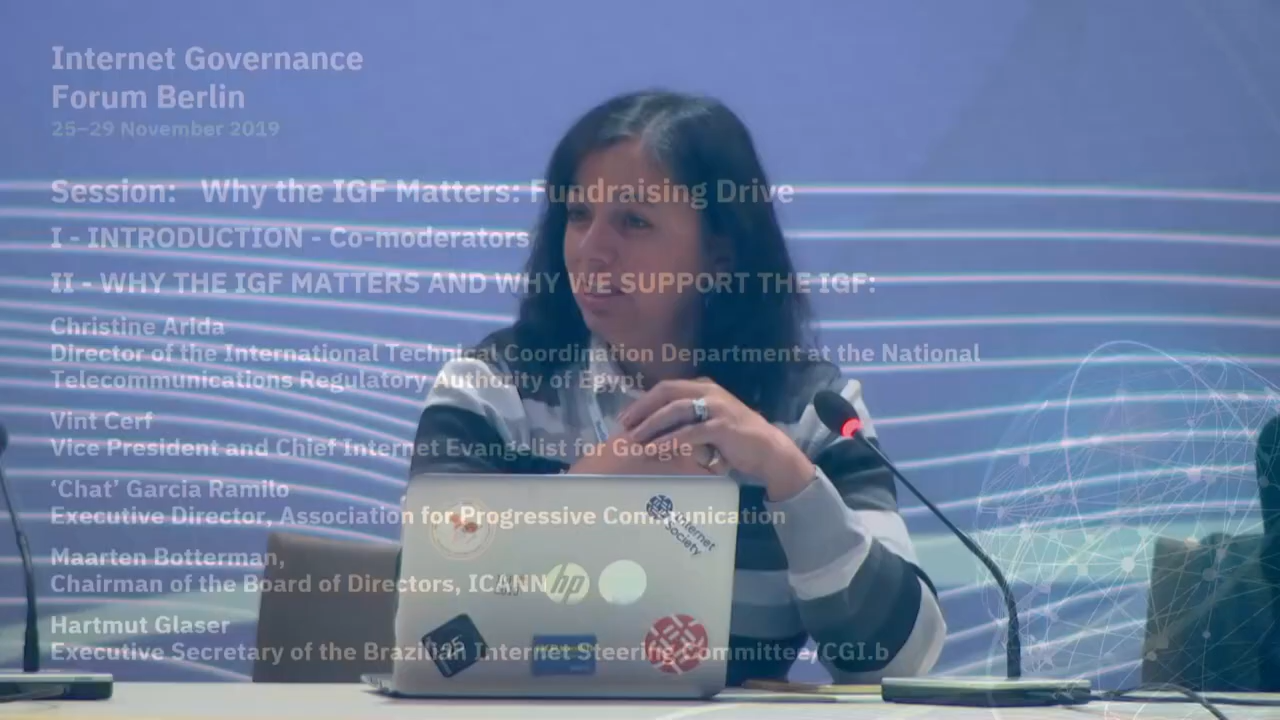 Internet Governance
Forum Berlin
25–29 November 2019
Session: Why the IGF Matters: Fundraising Drive
I - INTRODUCTION - Co-moderators
II - WHY THE IGF MATTERS AND WHY WE SUPPORT THE IGF:
Christine Arida
Director of the International Technical Coordination Department at the National
Telecommunications Regulatory Authority of Egypt
Vint Cerf
Vice President and Chief Internet Evangelist for Google
‘Chat’ Garcia Ramilo
Executive Director, Association for Progressive Communication
Maarten Botterman,
Chairman of the Board of Directors, ICANN
Hartmut Glaser
Executive Secretary of the Brazilian Internet Steering Committee/CGI.b
Internet
Society
hp